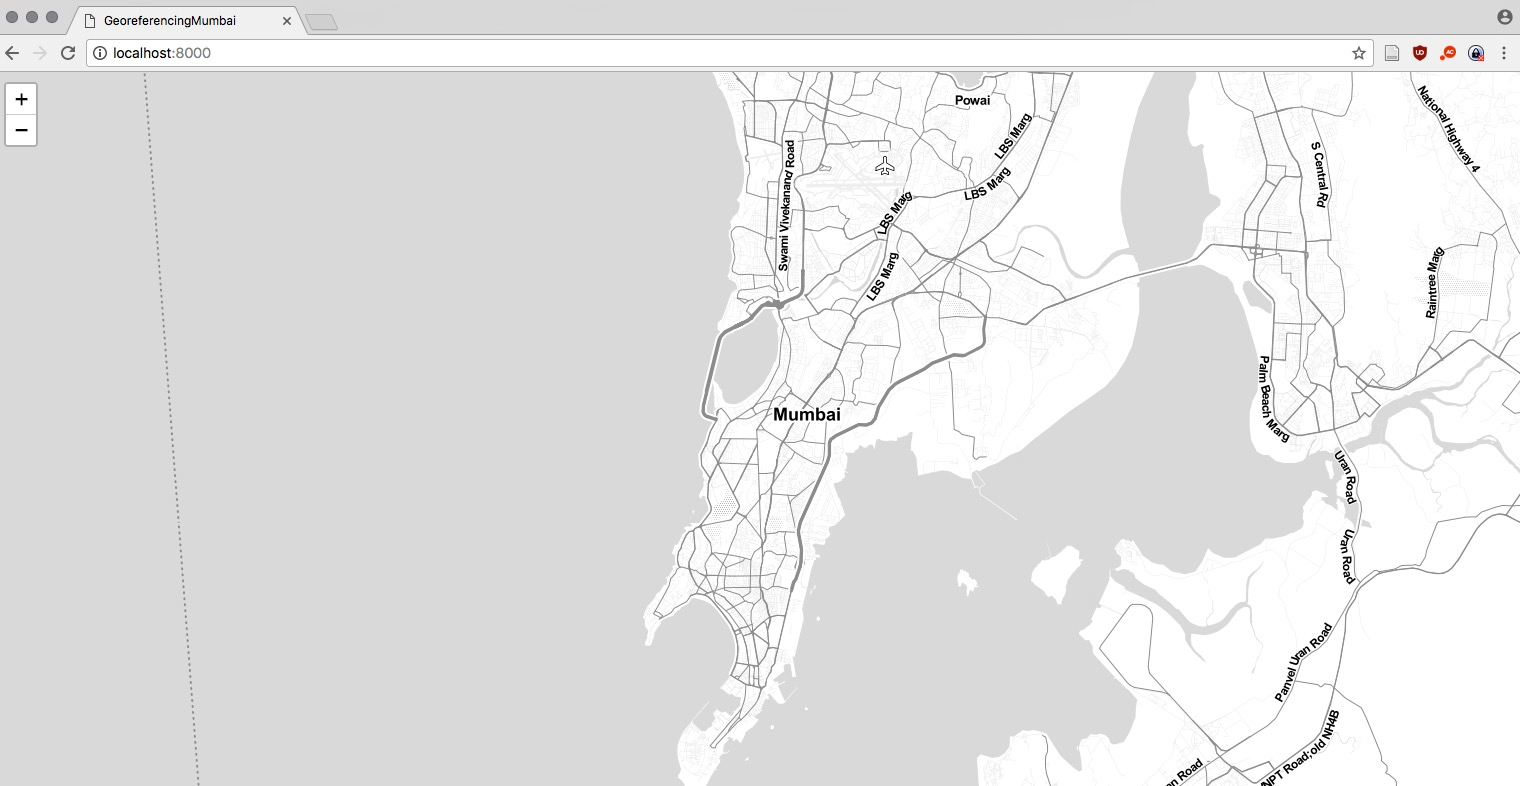 GeoreferencingMumbai
localhost:8000
+
−
Powai
LBS Marg
National Highway 4
Swami Vivekanand Road
S Central Rd
LBS Marg
LBS Marg
LBS Marg
Raintree Marg
Palm Beach Marg
Mumbai
Uran Road
Uran Road
Panvel Uran Road
NPT Road;old NH4B
an Road
UD
AC